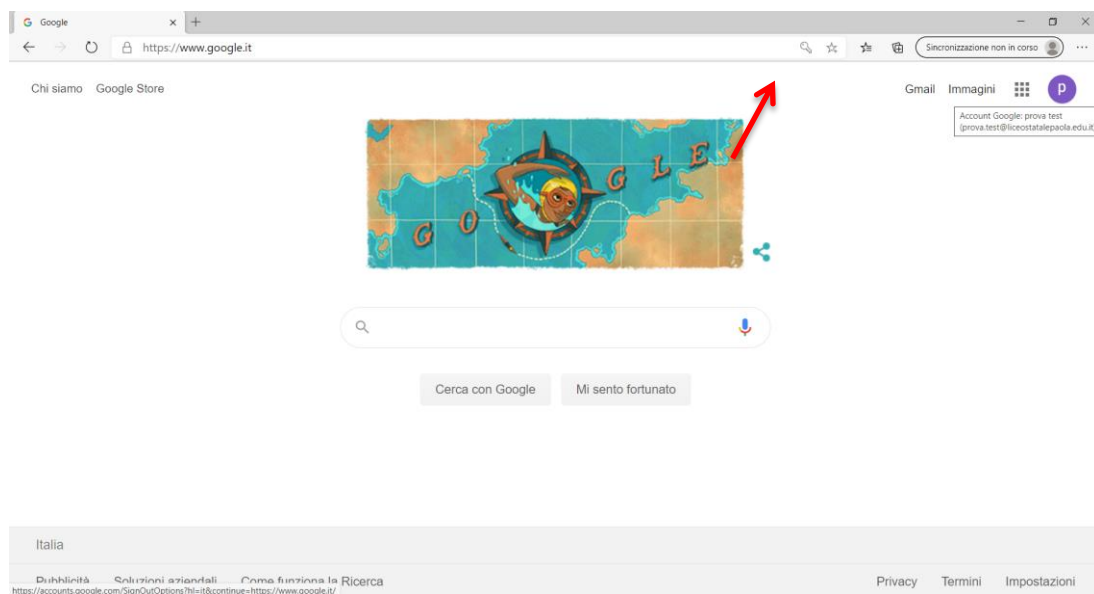 Google
https://www.google.it
Sincronizzazione non in corso
Chi siamo Google Store
Gmail Immagini
p
Account Google: prova test
(prova.test@liceostatalepaola.edu.it
GOOGLE
Cerca con Google Mi sento fortunato
Italia
Pubblicità Soluzioni aziendali Come funziona la Ricerca
Privacy Termini Impostazioni
https://accounts.google.com/SignOutOptions?hl=it&continue=https://www.google.it/